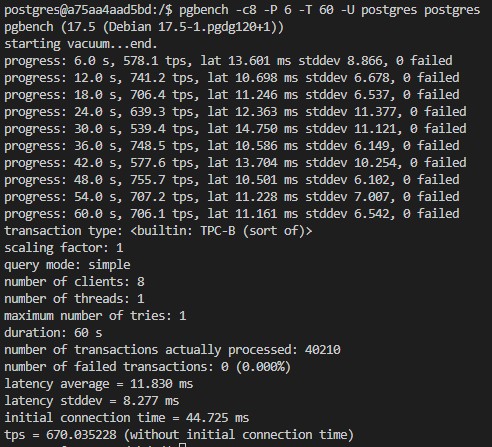 postgres@a75aa4aad5bd:/$ pgbench -c8 -P 6 -T 60 -U postgres postgres
pgbench (17.5 (Debian 17.5-1.pgdg120+1))
starting vacuum...end.
progress: 6.0 s, 578.1 tps, lat 13.601 ms stddev 8.866, 0 failed
progress: 12.0 s, 741.2 tps, lat 10.698 ms stddev 6.678, 0 failed
progress: 18.0 s, 706.4 tps, lat 11.246 ms stddev 6.537, 0 failed
progress: 24.0 s, 639.3 tps, lat 12.363 ms stddev 11.377, 0 failed
progress: 30.0 s, 539.4 tps, lat 14.750 ms stddev 11.121, 0 failed
progress: 36.0 s, 748.5 tps, lat 10.586 ms stddev 6.149, 0 failed
progress: 42.0 s, 577.6 tps, lat 13.704 ms stddev 10.254, 0 failed
progress: 48.0 s, 755.7 tps, lat 10.501 ms stddev 6.102, 0 failed
progress: 54.0 s, 707.2 tps, lat 11.228 ms stddev 7.007, 0 failed
progress: 60.0 s, 706.1 tps, lat 11.161 ms stddev 6.542, 0 failed
transaction type: <builtin: TPC-B (sort of)>
scaling factor: 1
query mode: simple
number of clients: 8
number of threads: 1
maximum number of tries: 1
duration: 60 s
number of transactions actually processed: 40210
number of failed transactions: 0 (0.000%)
latency average = 11.830 ms
latency stddev = 8.277 ms
initial connection time = 44.725 ms
tps = 670.035228 (without initial connection time)